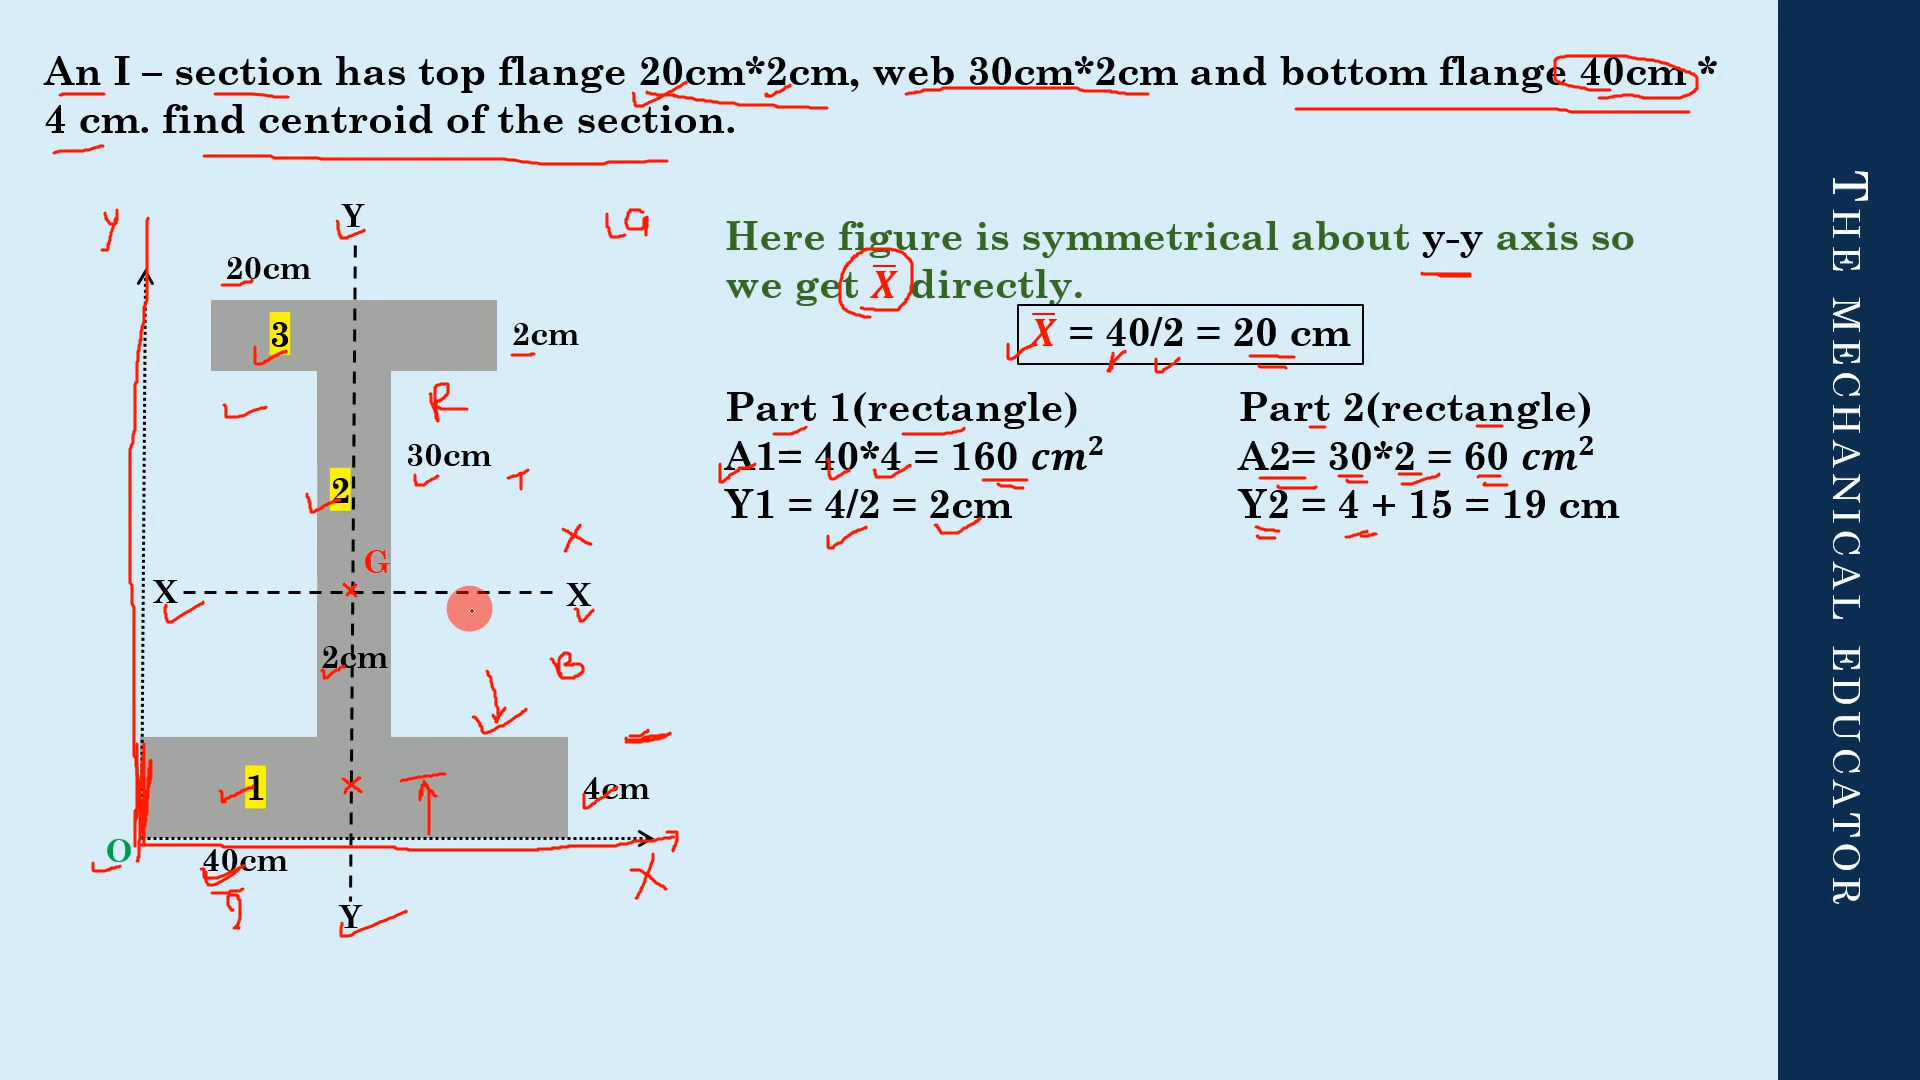 An I – section has top flange 20cm*2cm, web 30cm*2cm and bottom flange 40cm *
4 cm. find centroid of the section.
y
Y
G
20cm
3
2cm
R
30cm
2
T
X
G
X
X
2cm
B
1
4cm
O
40cm
X
Y
Here figure is symmetrical about y-y axis so
we get X̅ directly.
X̅ = 40/2 = 20 cm
Part 1(rectangle)
A1= 40*4 = 160 cm²
Y1 = 4/2 = 2cm
Part 2(rectangle)
A2= 30*2 = 60 cm²
Y2 = 4 + 15 = 19 cm
THE MECHANICAL EDUCATOR